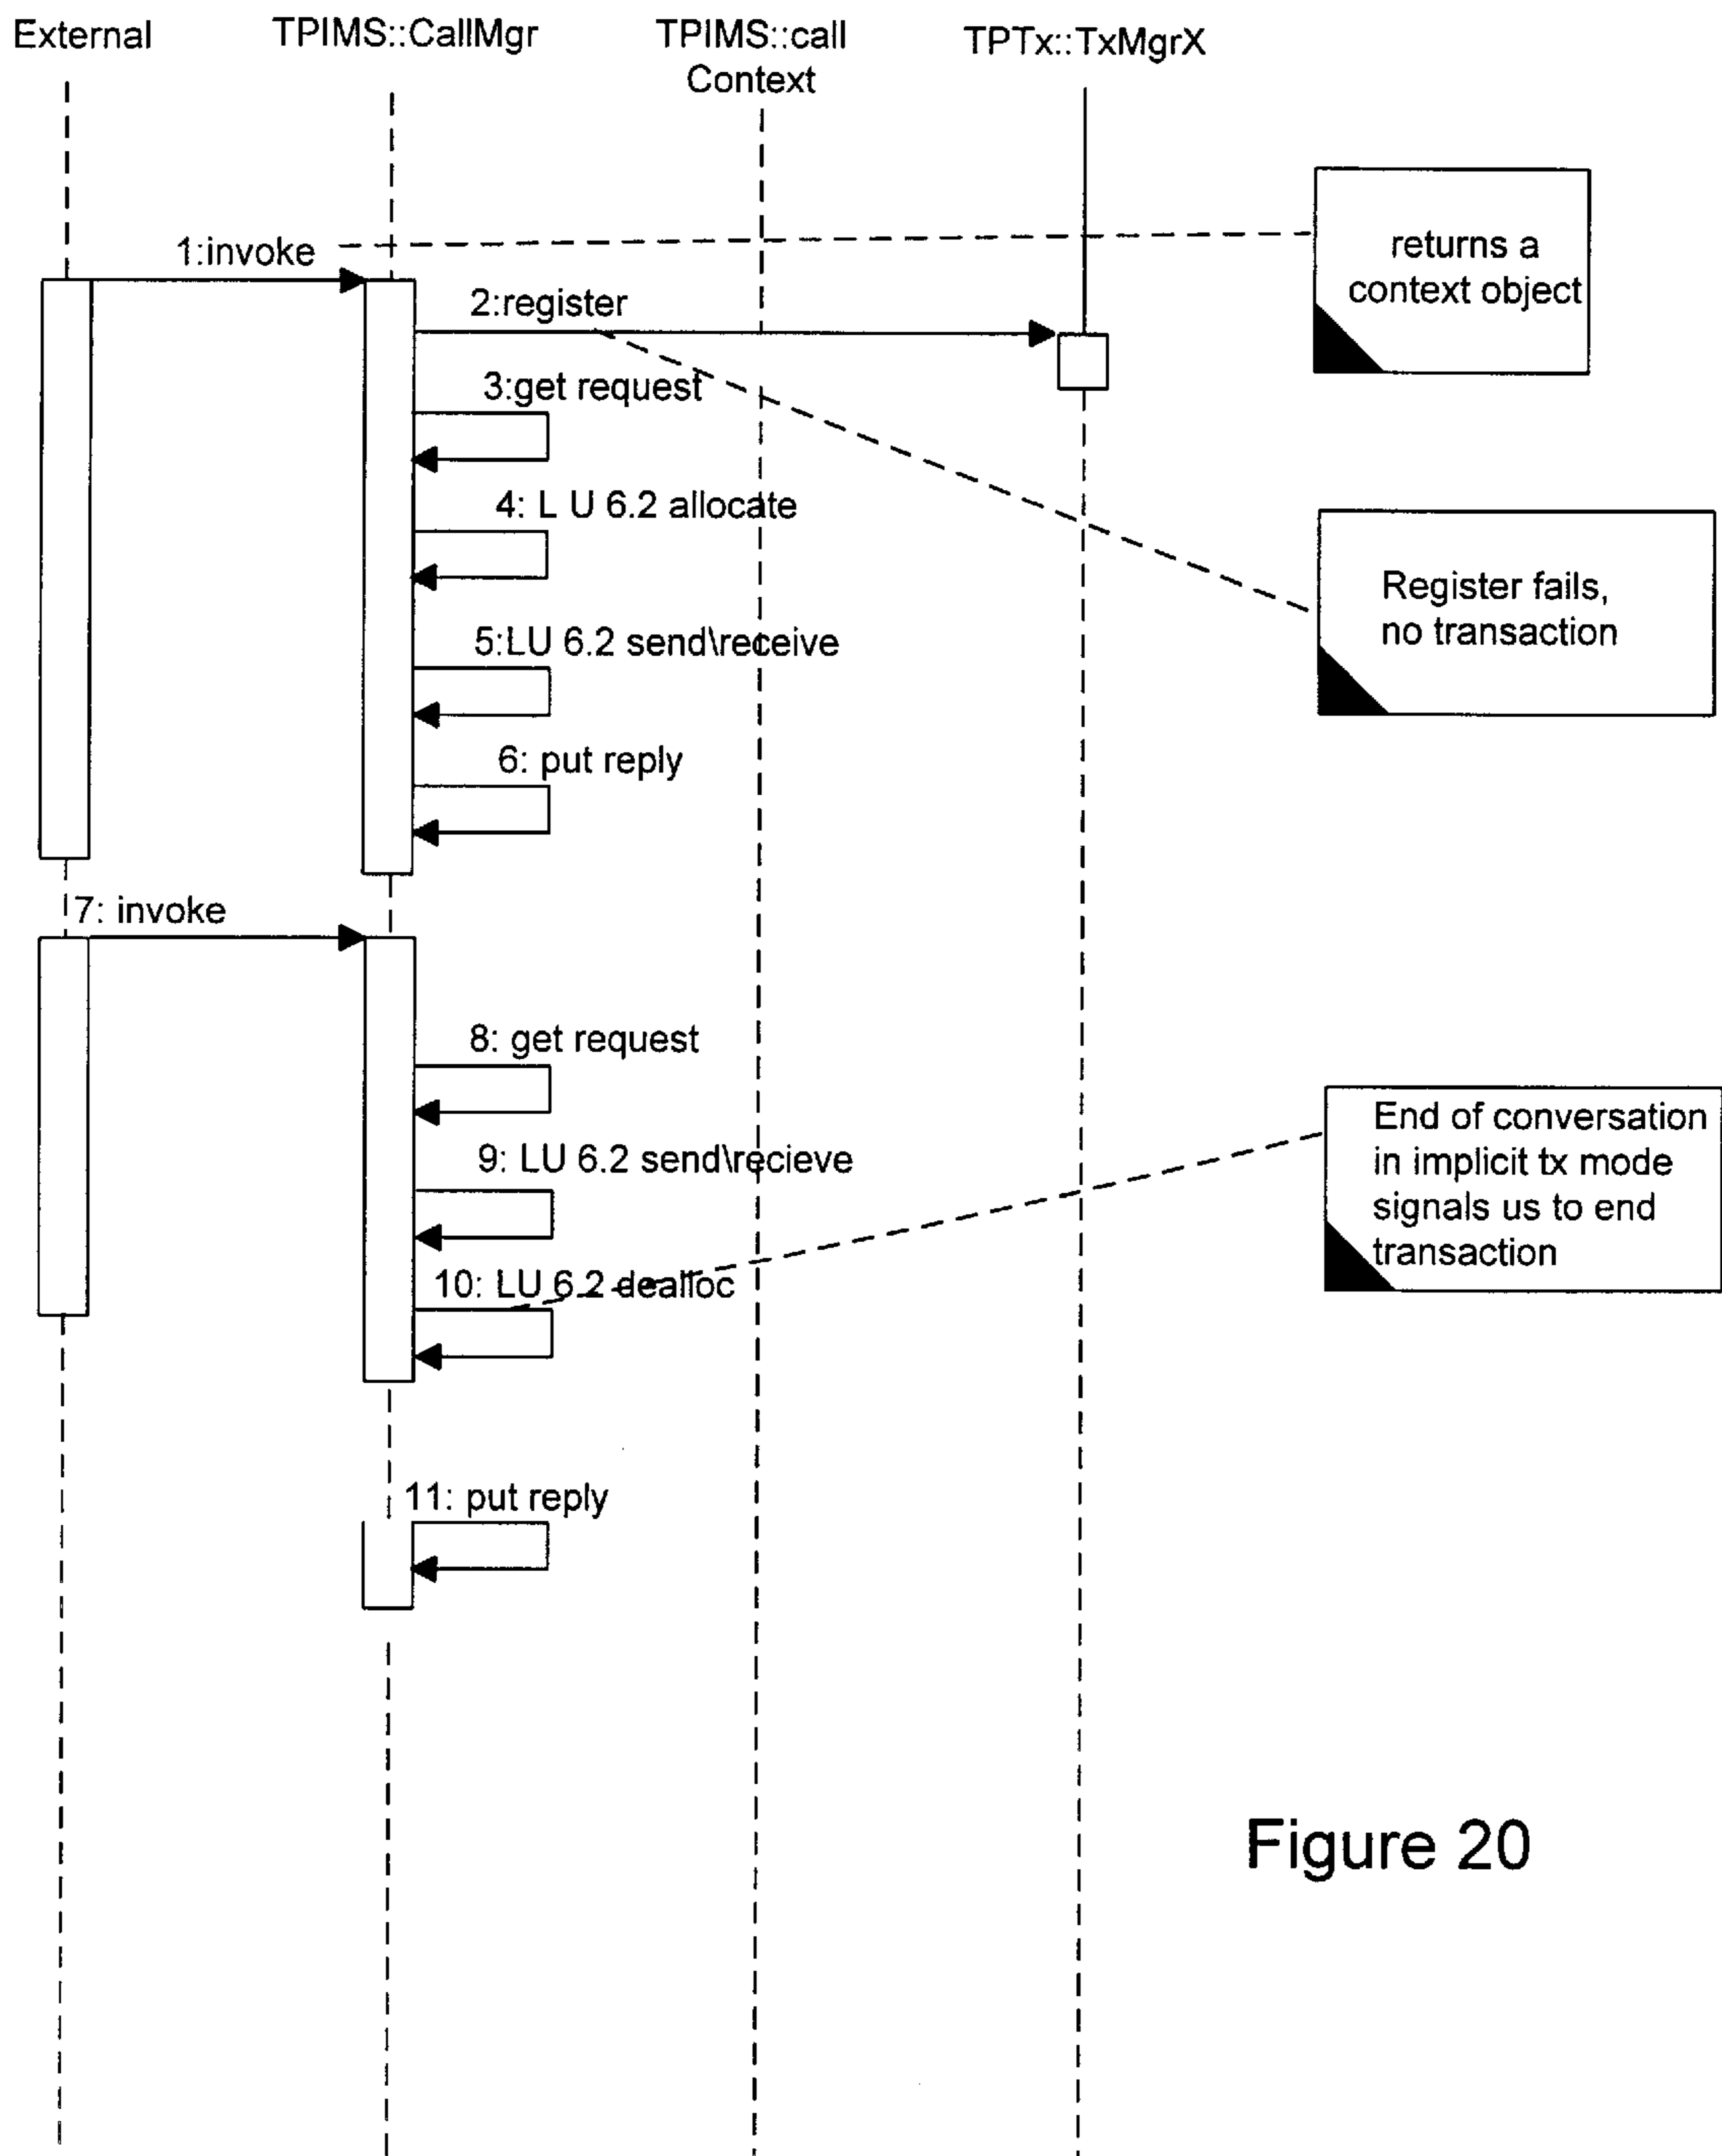 External
TPIMS::CallMgr
TPIMS::call
Context
TPTx::TxMgrX
1:invoke
returns a
context object
2:register
3:get request
4: L U 6.2 allocate
Register fails,
no transaction
5:LU 6.2 send\receive
6: put reply
7: invoke
8: get request
9: LU 6.2 send\recieve
End of conversation
in implicit tx mode
signals us to end
transaction
10: LU 6.2 dealloc
11: put reply
Figure 20